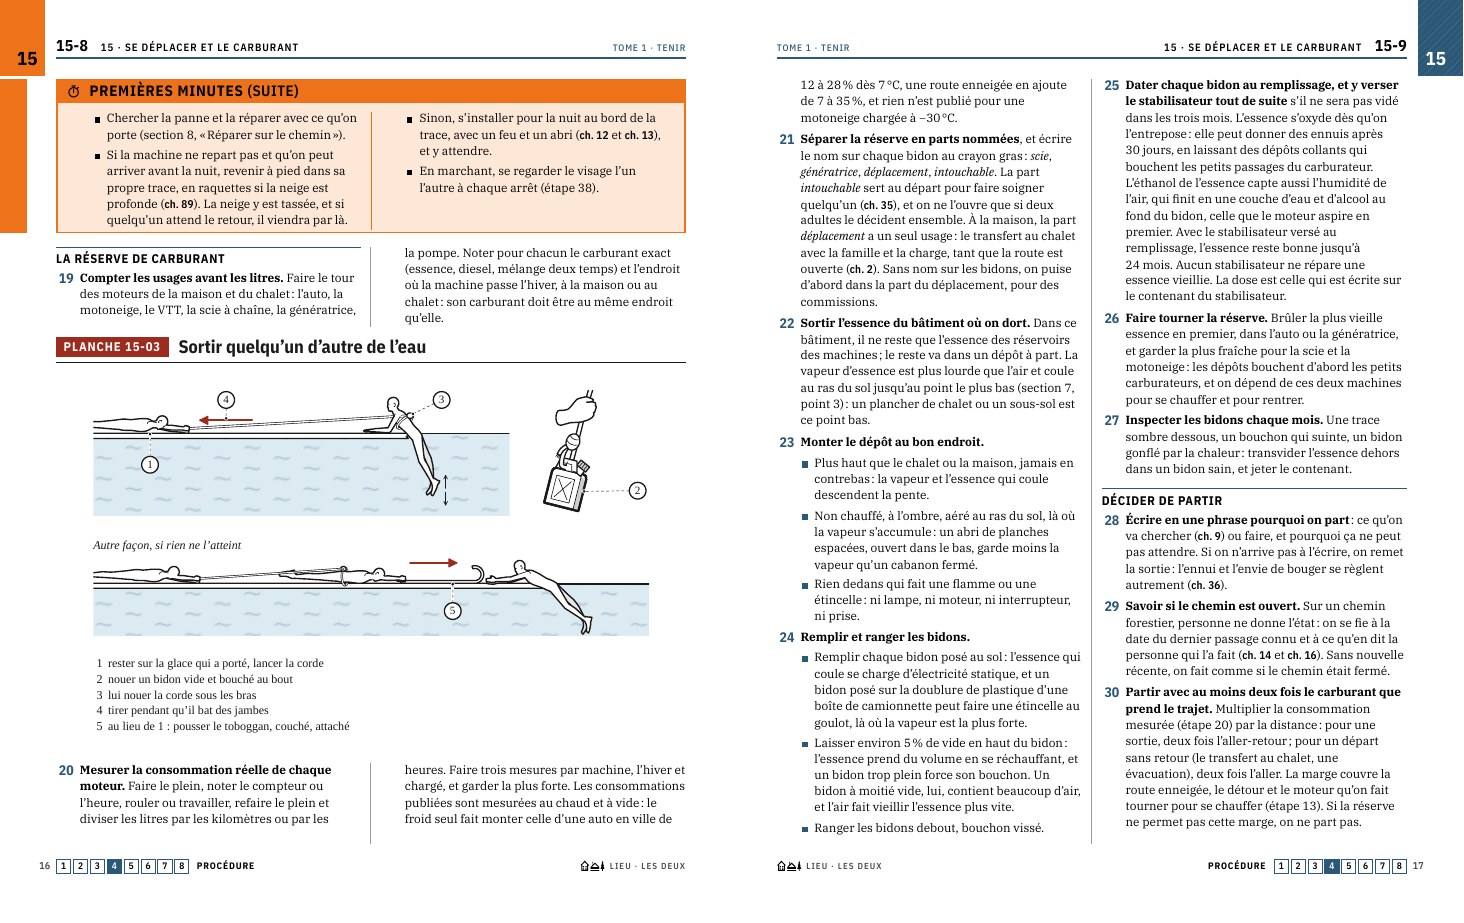 15
15-8 15 · SE DÉPLACER ET LE CARBURANT
TOME 1 · TENIR
PREMIÈRES MINUTES (SUITE)
Chercher la panne et la réparer avec ce qu’on
porte (section 8, « Réparer sur le chemin »).
Si la machine ne repart pas et qu’on peut
arriver avant la nuit, revenir à pied dans sa
propre trace, en raquettes si la neige est
profonde (ch. 89). La neige y est tassée, et si
quelqu’un attend le retour, il viendra par là.
Sinon, s’installer pour la nuit au bord de la
trace, avec un feu et un abri (ch. 12 et ch. 13),
et y attendre.
En marchant, se regarder le visage l’un
l’autre à chaque arrêt (étape 38).
LA RÉSERVE DE CARBURANT
19 Compter les usages avant les litres. Faire le tour
des moteurs de la maison et du chalet : l’auto, la
motoneige, le VTT, la scie à chaîne, la génératrice,
la pompe. Noter pour chacun le carburant exact
(essence, diesel, mélange deux temps) et l’endroit
où la machine passe l’hiver, à la maison ou au
chalet : son carburant doit être au même endroit
qu’elle.
PLANCHE 15-03 Sortir quelqu’un d’autre de l’eau
4
3
1
2
Autre façon, si rien ne l’atteint
5
1 rester sur la glace qui a porté, lancer la corde
2 nouer un bidon vide et bouché au bout
3 lui nouer la corde sous les bras
4 tirer pendant qu’il bat des jambes
5 au lieu de 1 : pousser le toboggan, couché, attaché
20 Mesurer la consommation réelle de chaque
moteur. Faire le plein, noter le compteur ou
l’heure, rouler ou travailler, refaire le plein et
diviser les litres par les kilomètres ou par les
heures. Faire trois mesures par machine, l’hiver et
chargé, et garder la plus forte. Les consommations
publiées sont mesurées au chaud et à vide : le
froid seul fait monter celle d’une auto en ville de
16 1 2 3 4 5 6 7 8 PROCÉDURE
LIEU · LES DEUX
TOME 1 · TENIR
15 · SE DÉPLACER ET LE CARBURANT 15-9
15
12 à 28 % dès 7 °C, une route enneigée en ajoute
de 7 à 35 %, et rien n’est publié pour une
motoneige chargée à −30 °C.
21 Séparer la réserve en parts nommées, et écrire
le nom sur chaque bidon au crayon gras : scie,
génératrice, déplacement, intouchable. La part
intouchable sert au départ pour faire soigner
quelqu’un (ch. 35), et on ne l’ouvre que si deux
adultes le décident ensemble. À la maison, la part
déplacement a un seul usage : le transfert au chalet
avec la famille et la charge, tant que la route est
ouverte (ch. 2). Sans nom sur les bidons, on puise
d’abord dans la part du déplacement, pour des
commissions.
22 Sortir l’essence du bâtiment où on dort. Dans ce
bâtiment, il ne reste que l’essence des réservoirs
des machines ; le reste va dans un dépôt à part. La
vapeur d’essence est plus lourde que l’air et coule
au ras du sol jusqu’au point le plus bas (section 7,
point 3) : un plancher de chalet ou un sous-sol est
ce point bas.
23 Monter le dépôt au bon endroit.
Plus haut que le chalet ou la maison, jamais en
contrebas : la vapeur et l’essence qui coule
descendent la pente.
Non chauffé, à l’ombre, aéré au ras du sol, là où
la vapeur s’accumule : un abri de planches
espacées, ouvert dans le bas, garde moins la
vapeur qu’un cabanon fermé.
Rien dedans qui fait une flamme ou une
étincelle : ni lampe, ni moteur, ni interrupteur,
ni prise.
24 Remplir et ranger les bidons.
Remplir chaque bidon posé au sol : l’essence qui
coule se charge d’électricité statique, et un
bidon posé sur la doublure de plastique d’une
boîte de camionnette peut faire une étincelle au
goulot, là où la vapeur est la plus forte.
Laisser environ 5 % de vide en haut du bidon :
l’essence prend du volume en se réchauffant, et
un bidon trop plein force son bouchon. Un
bidon à moitié vide, lui, contient beaucoup d’air,
et l’air fait vieillir l’essence plus vite.
Ranger les bidons debout, bouchon vissé.
25 Dater chaque bidon au remplissage, et y verser
le stabilisateur tout de suite s’il ne sera pas vidé
dans les trois mois. L’essence s’oxyde dès qu’on
l’entrepose : elle peut donner des ennuis après
30 jours, en laissant des dépôts collants qui
bouchent les petits passages du carburateur.
L’éthanol de l’essence capte aussi l’humidité de
l’air, qui finit en une couche d’eau et d’alcool au
fond du bidon, celle que le moteur aspire en
premier. Avec le stabilisateur versé au
remplissage, l’essence reste bonne jusqu’à
24 mois. Aucun stabilisateur ne répare une
essence vieillie. La dose est celle qui est écrite sur
le contenant du stabilisateur.
26 Faire tourner la réserve. Brûler la plus vieille
essence en premier, dans l’auto ou la génératrice,
et garder la plus fraîche pour la scie et la
motoneige : les dépôts bouchent d’abord les petits
carburateurs, et on dépend de ces deux machines
pour se chauffer et pour rentrer.
27 Inspecter les bidons chaque mois. Une trace
sombre dessous, un bouchon qui suinte, un bidon
gonflé par la chaleur : transvider l’essence dehors
dans un bidon sain, et jeter le contenant.
DÉCIDER DE PARTIR
28 Écrire en une phrase pourquoi on part : ce qu’on
va chercher (ch. 9) ou faire, et pourquoi ça ne peut
pas attendre. Si on n’arrive pas à l’écrire, on remet
la sortie : l’ennui et l’envie de bouger se règlent
autrement (ch. 36).
29 Savoir si le chemin est ouvert. Sur un chemin
forestier, personne ne donne l’état : on se fie à la
date du dernier passage connu et à ce qu’en dit la
personne qui l’a fait (ch. 14 et ch. 16). Sans nouvelle
récente, on fait comme si le chemin était fermé.
30 Partir avec au moins deux fois le carburant que
prend le trajet. Multiplier la consommation
mesurée (étape 20) par la distance : pour une
sortie, deux fois l’aller-retour ; pour un départ
sans retour (le transfert au chalet, une
évacuation), deux fois l’aller. La marge couvre la
route enneigée, le détour et le moteur qu’on fait
tourner pour se chauffer (étape 13). Si la réserve
ne permet pas cette marge, on ne part pas.
LIEU · LES DEUX
PROCÉDURE 1 2 3 4 5 6 7 8 17